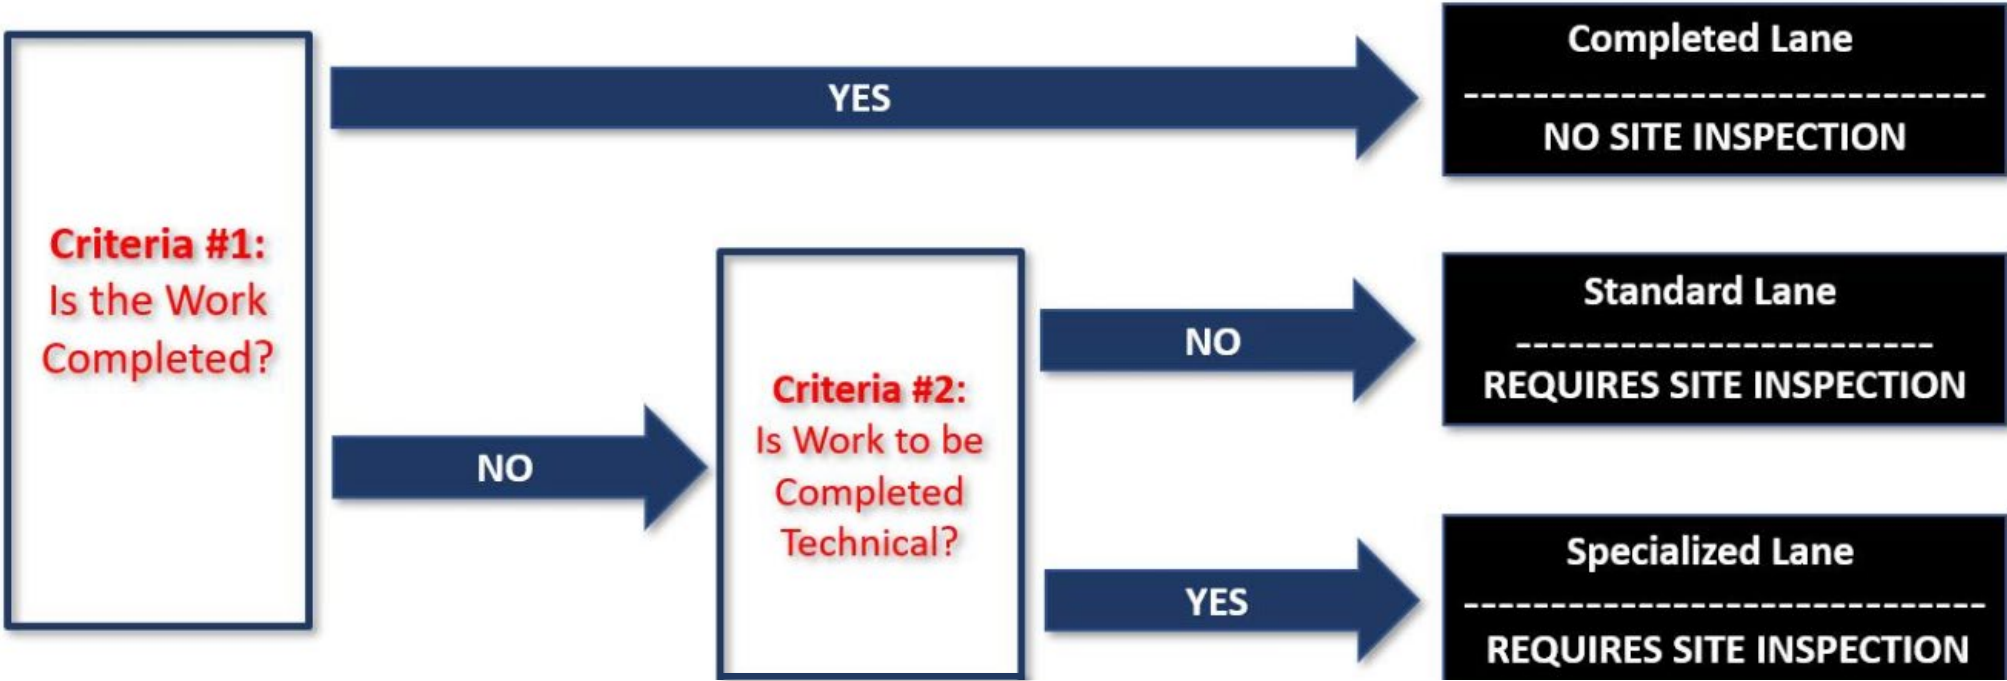 Criteria #1:
Is the Work
Completed?
YES
Completed Lane
------------------------------
NO SITE INSPECTION
NO
Criteria #2:
Is Work to be
Completed
Technical?
NO
Standard Lane
------------------------
REQUIRES SITE INSPECTION
YES
Specialized Lane
------------------------------
REQUIRES SITE INSPECTION